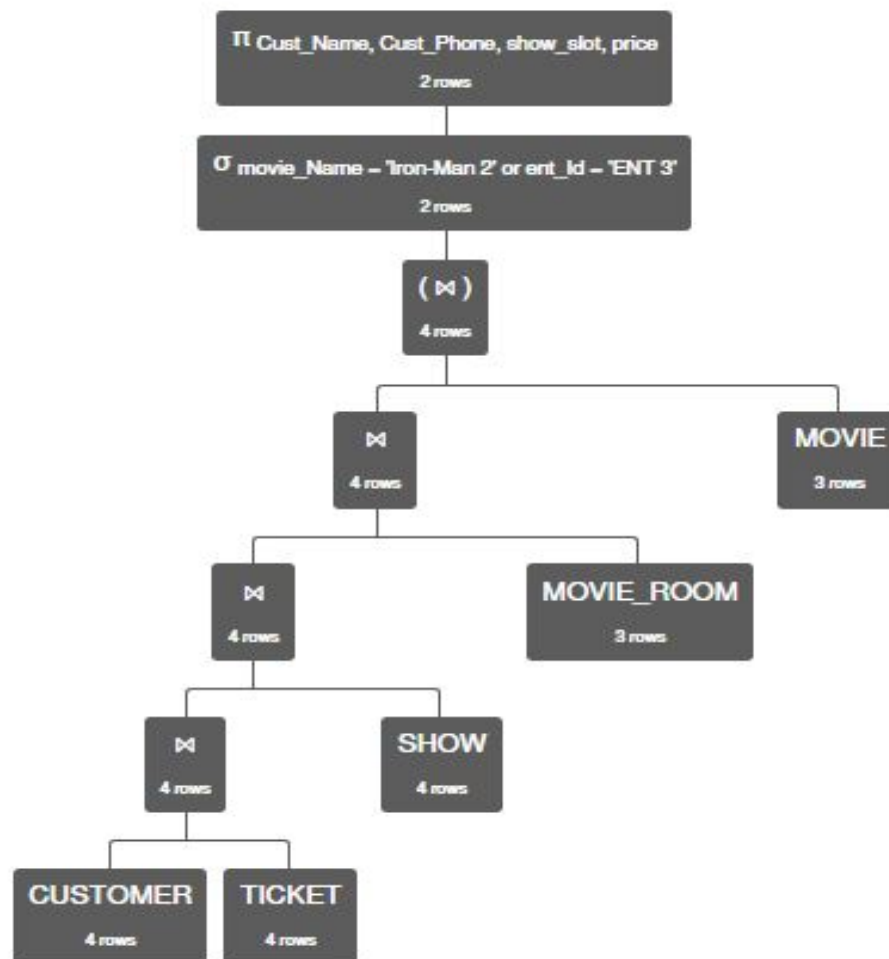 π Cust_Name, Cust_Phone, show_slot, price
2 rows
σ movie_Name = 'Iron-Man 2' or ent_Id = 'ENT 3'
2 rows
( ⋈ )
4 rows
⋈
4 rows
MOVIE
3 rows
⋈
4 rows
MOVIE_ROOM
3 rows
⋈
4 rows
SHOW
4 rows
CUSTOMER
4 rows
TICKET
4 rows